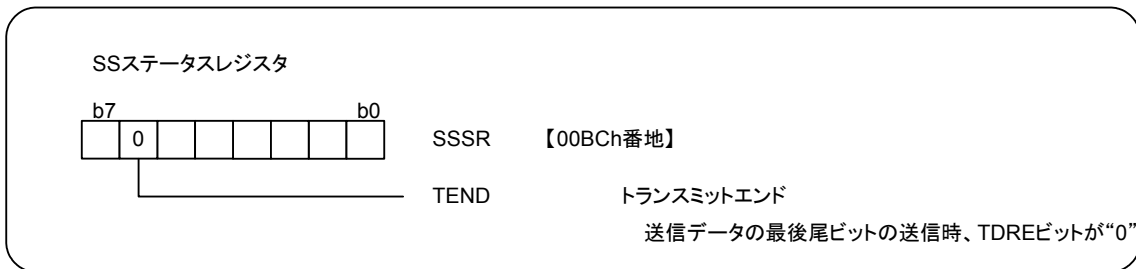 SSステータスレジスタ
b7 b0
0
SSSR 【00BCh番地】
TEND トランスミットエンド
送信データの最後尾ビットの送信時、TDREビットが“0”